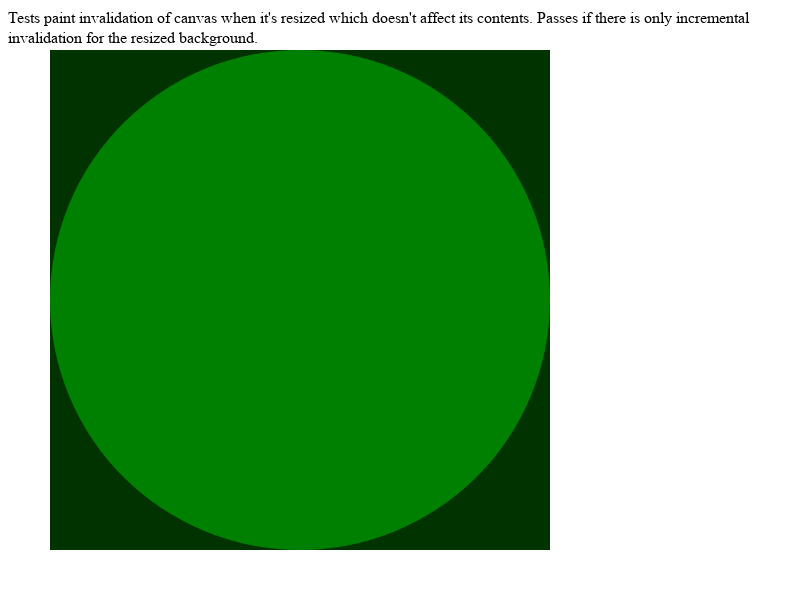 Tests paint invalidation of canvas when it's resized which doesn't affect its contents. Passes if there is only incremental
invalidation for the resized background.